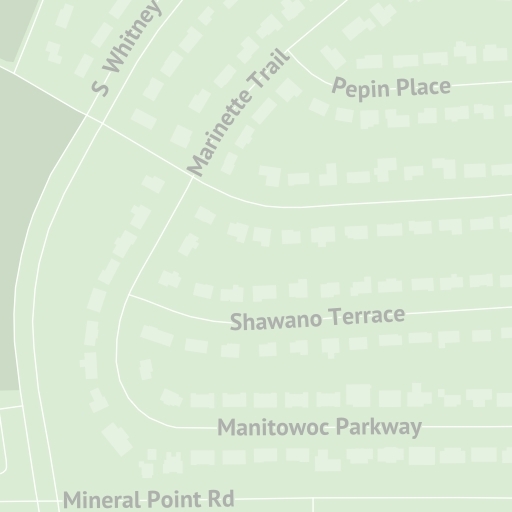 S Whitney
Marinette Trail
Pepin Place
Shawano Terrace
Manitowoc Parkway
Mineral Point Rd